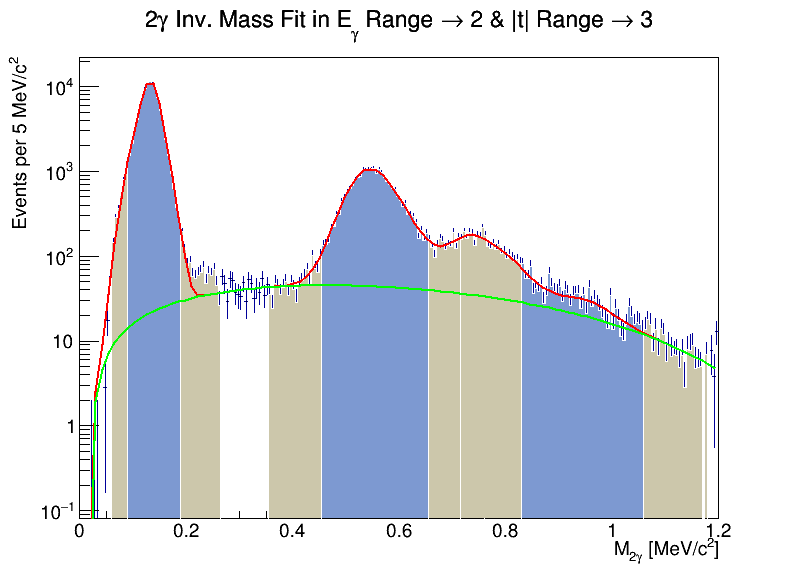 2γ Inv. Mass Fit in Eγ Range → 2 & |t| Range → 3
Events per 5 MeV/c²
10⁴
10³
10²
10
1
10⁻¹
0 0.2 0.4 0.6 0.8 1 1.2
M2γ [MeV/c²]